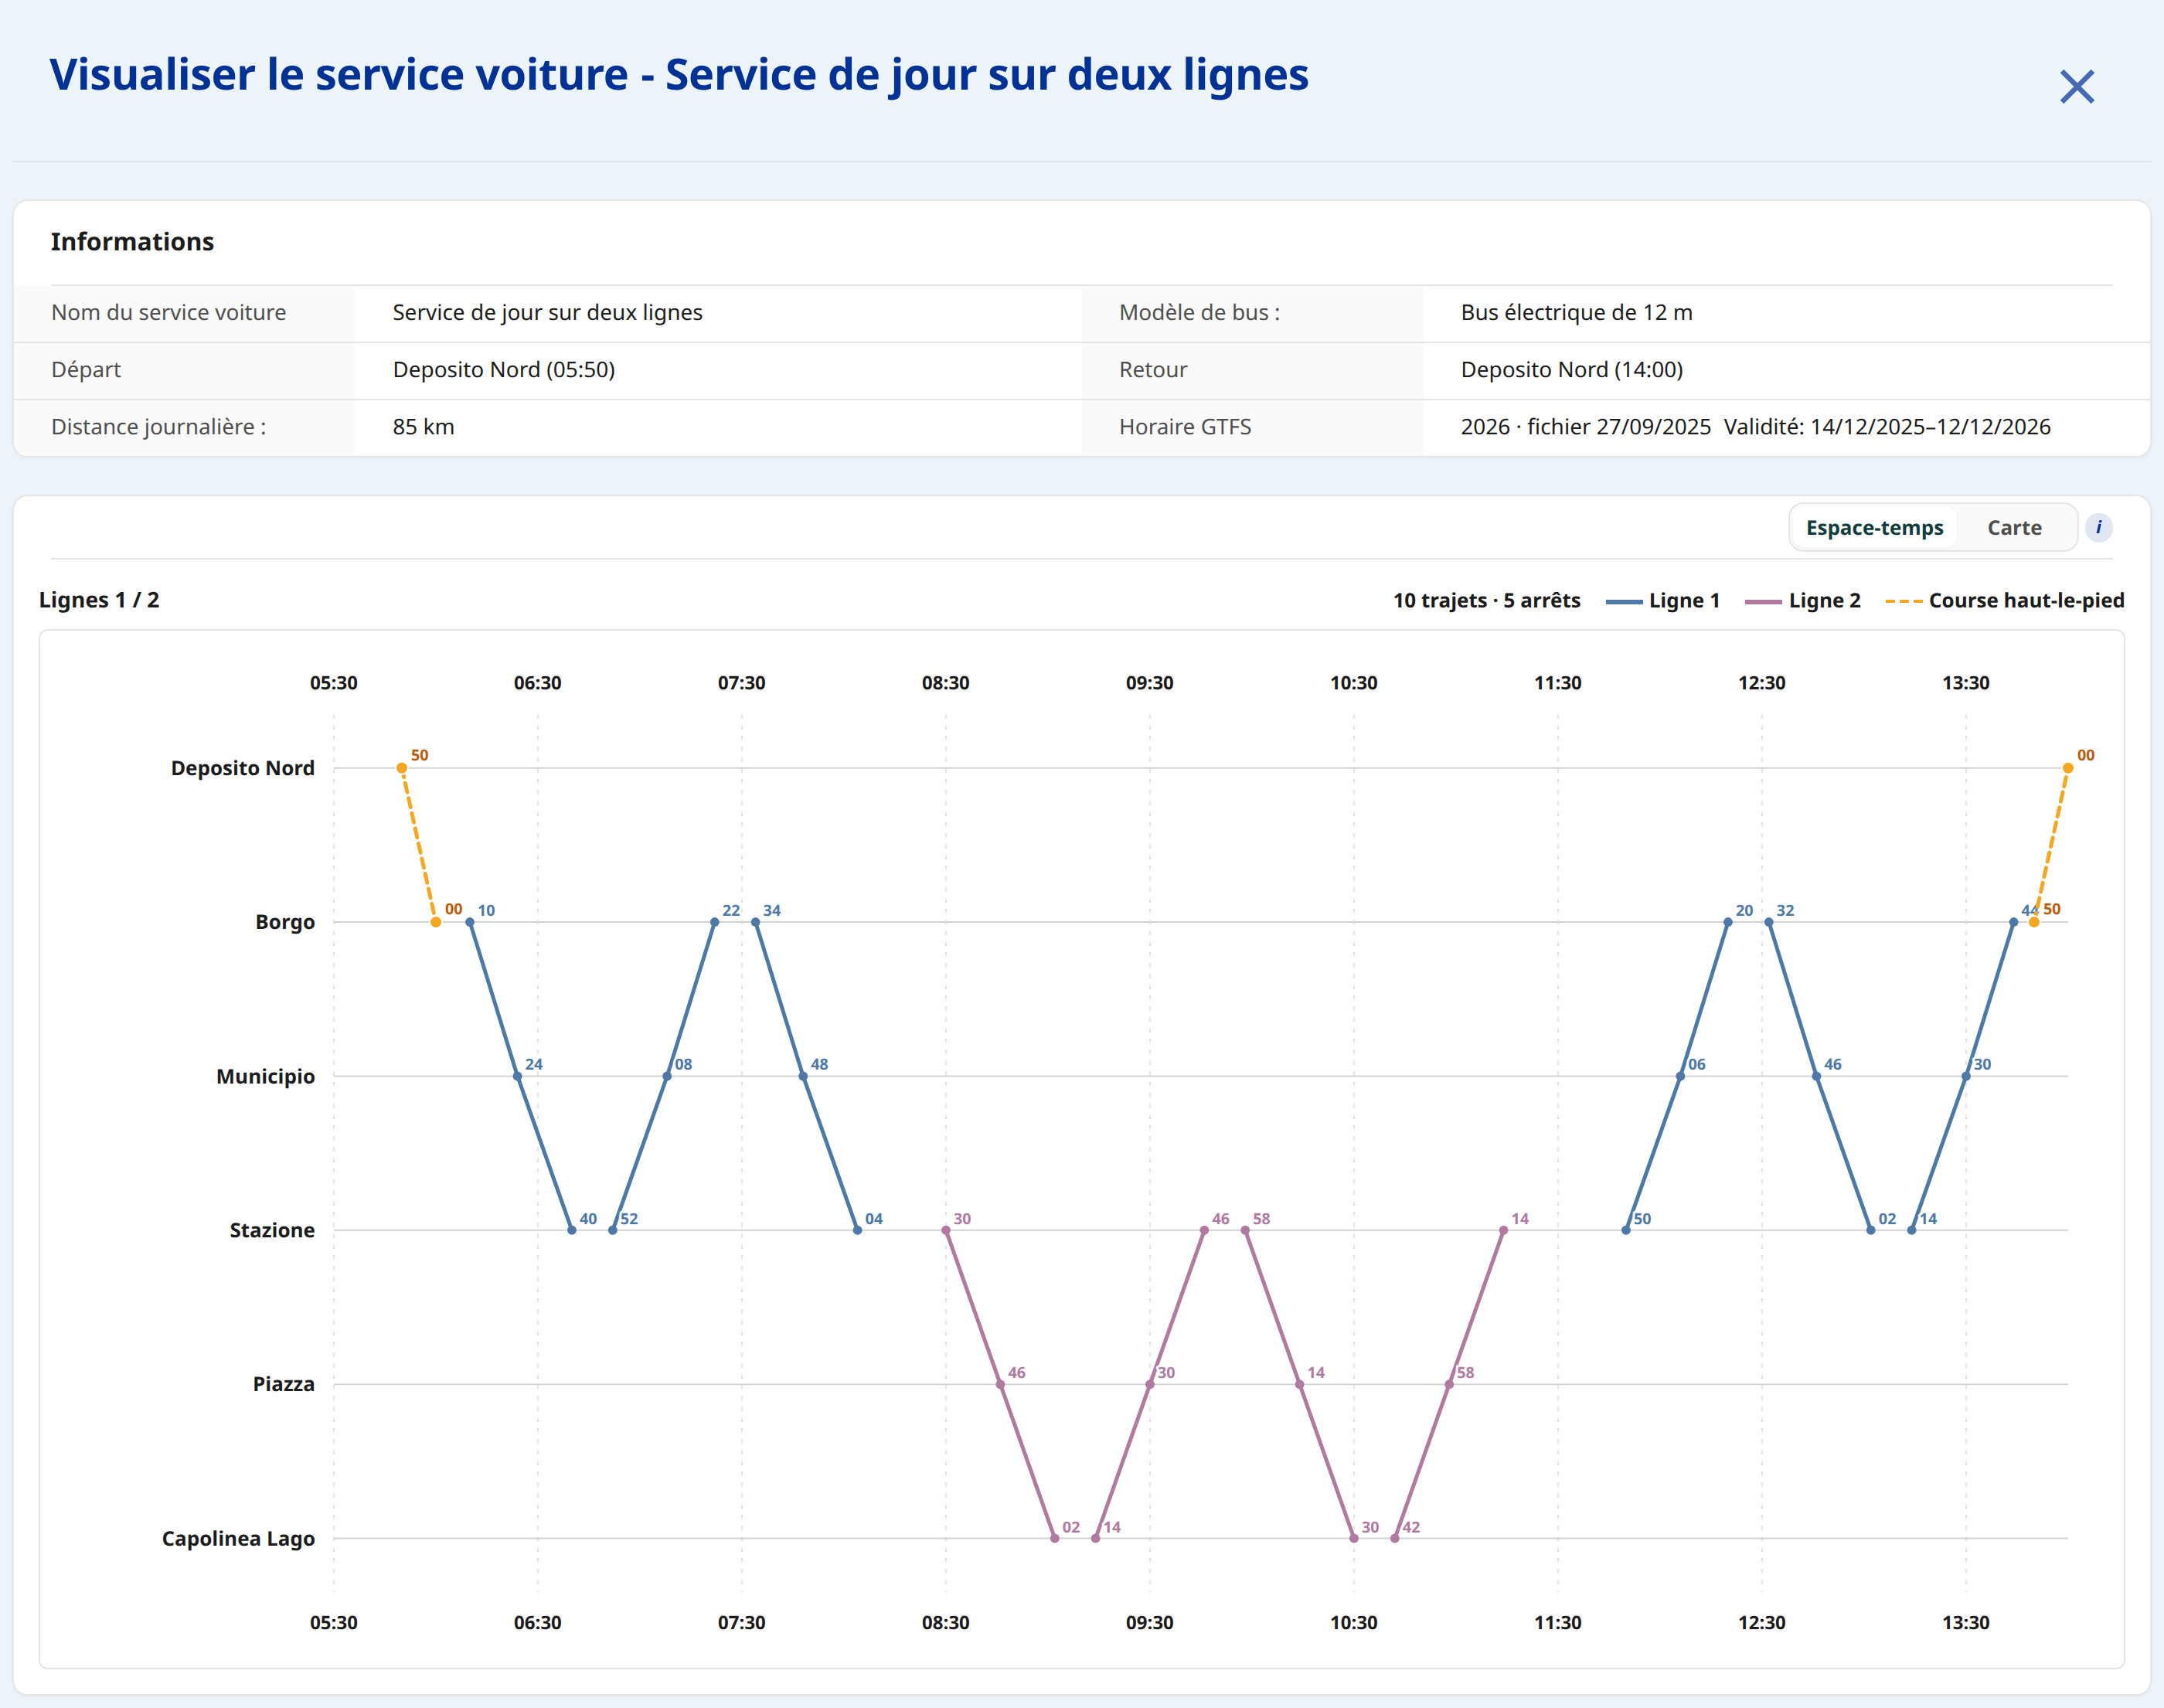 Visualiser le service voiture - Service de jour sur deux lignes
Informations
Nom du service voiture Service de jour sur deux lignes Modèle de bus : Bus électrique de 12 m
Départ Deposito Nord (05:50) Retour Deposito Nord (14:00)
Distance journalière : 85 km Horaire GTFS 2026 · fichier 27/09/2025 Validité: 14/12/2025–12/12/2026
Espace-temps Carte i
Lignes 1 / 2 10 trajets · 5 arrêts Ligne 1 Ligne 2 Course haut-le-pied
05:30 06:30 07:30 08:30 09:30 10:30 11:30 12:30 13:30
50 00
Deposito Nord
00 10 22 34 20 32 44 50
Borgo
24 08 48 06 46 30
Municipio
40 52 04 30 46 58 14 50 02 14
Stazione
46 30 14 58
Piazza
02 14 30 42
Capolinea Lago
05:30 06:30 07:30 08:30 09:30 10:30 11:30 12:30 13:30